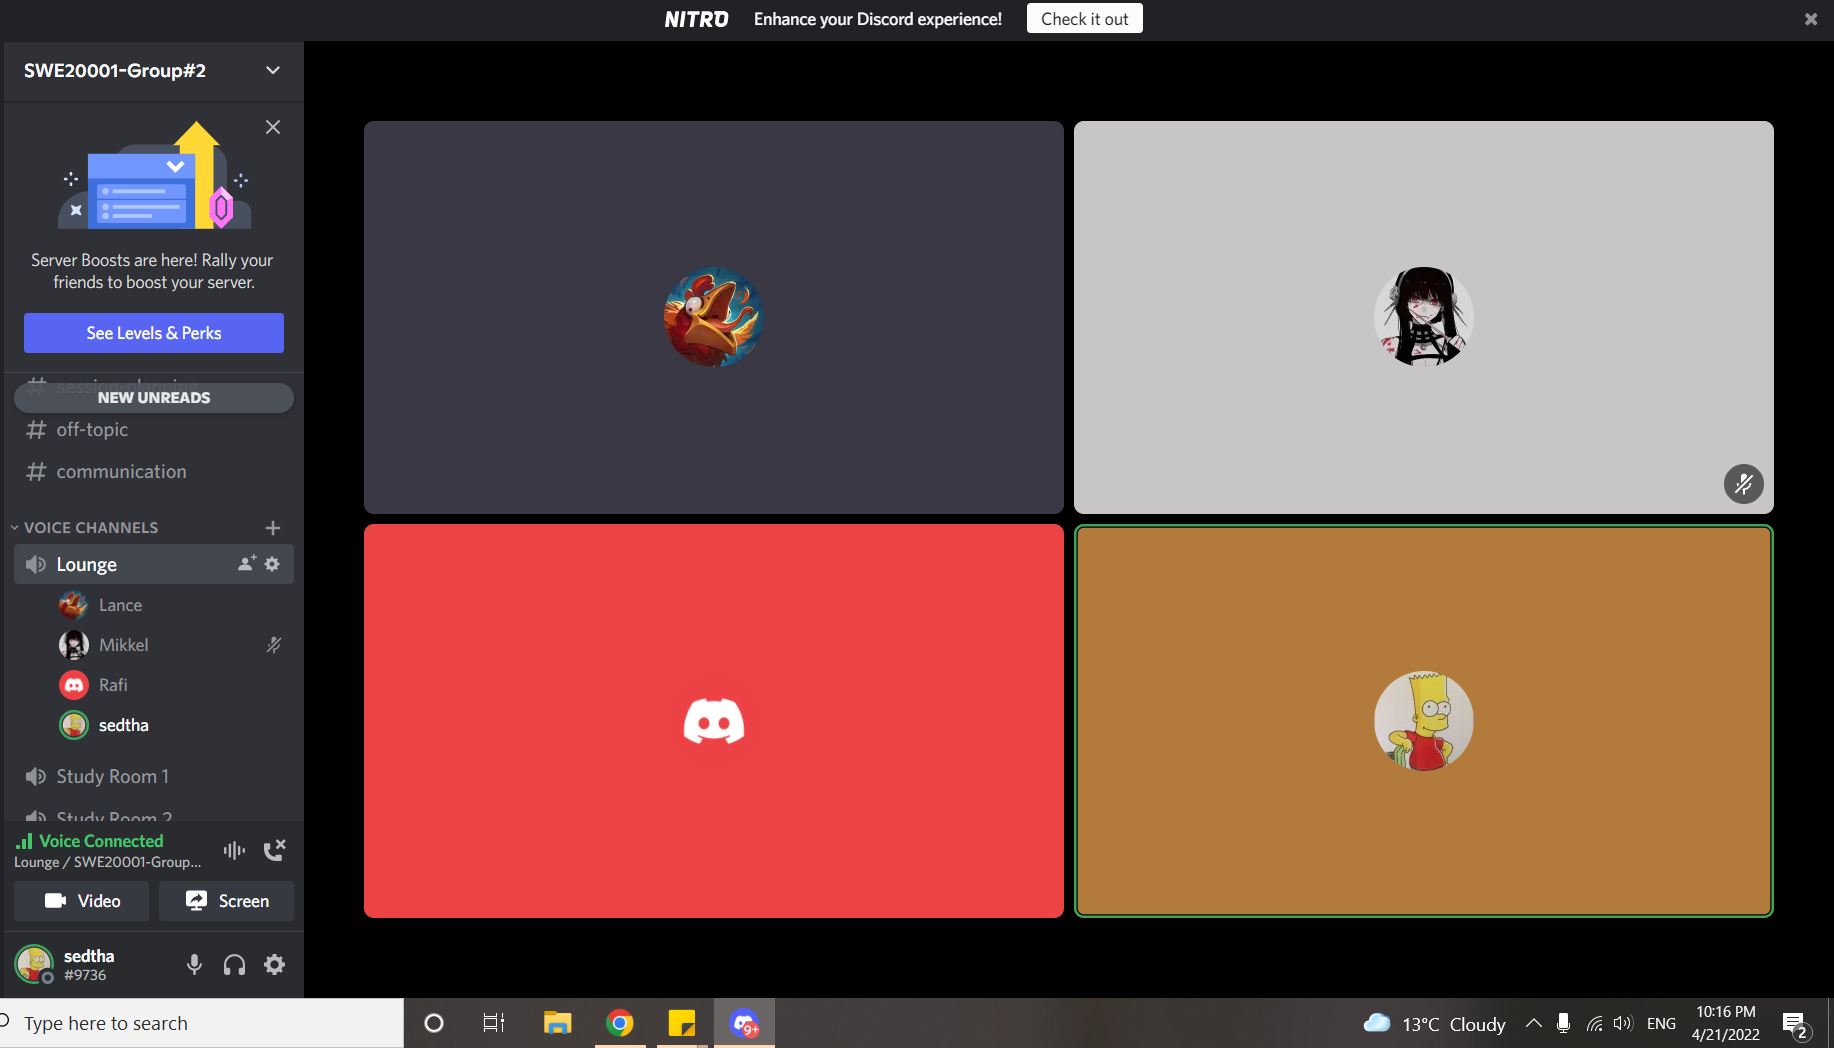 NITRO Enhance your Discord experience! Check it out
SWE20001-Group#2
Server Boosts are here! Rally your
friends to boost your server.
See Levels & Perks
session-planning
NEW UNREADS
off-topic
communication
VOICE CHANNELS
Lounge
Lance
Mikkel
Rafi
sedtha
Study Room 1
Study Room 2
Voice Connected
Lounge / SWE20001-Group...
Video Screen
sedtha
#9736
Type here to search
9+
13°C Cloudy
ENG
10:16 PM
4/21/2022
2